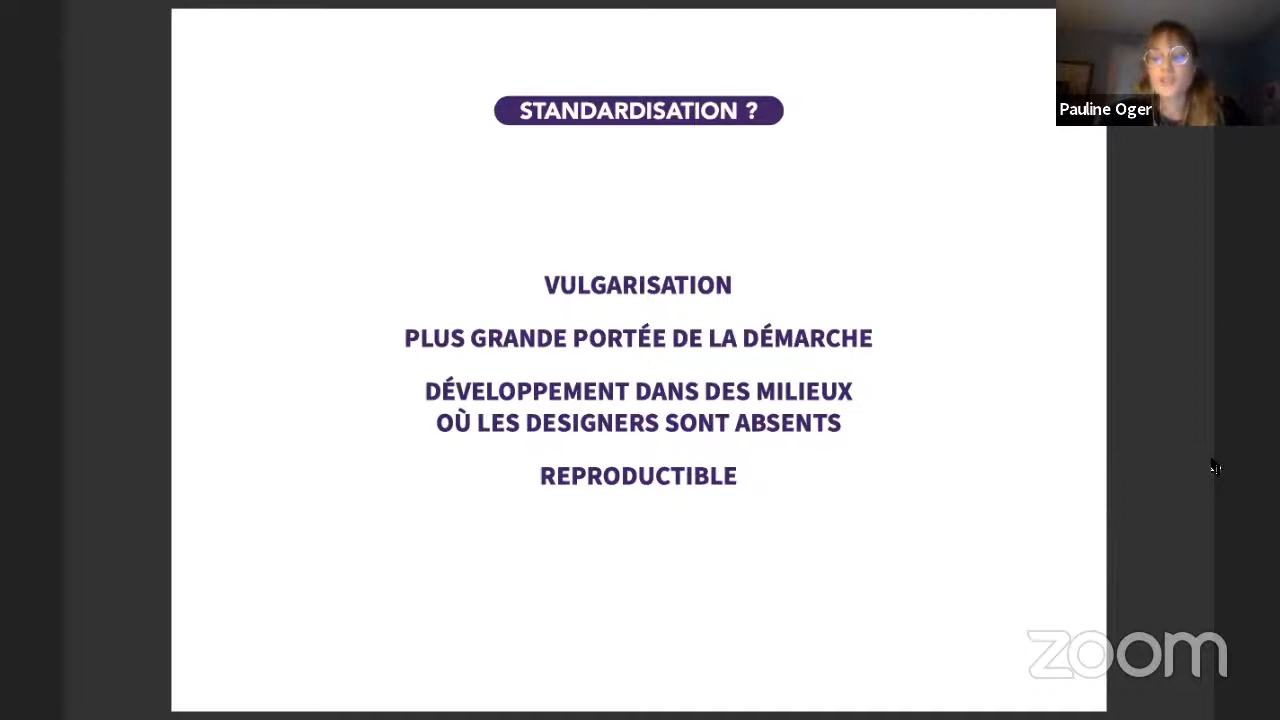 STANDARDISATION ?
Pauline Oger
VULGARISATION
PLUS GRANDE PORTÉE DE LA DÉMARCHE
DÉVELOPPEMENT DANS DES MILIEUX
OÙ LES DESIGNERS SONT ABSENTS
REPRODUCTIBLE
zoom